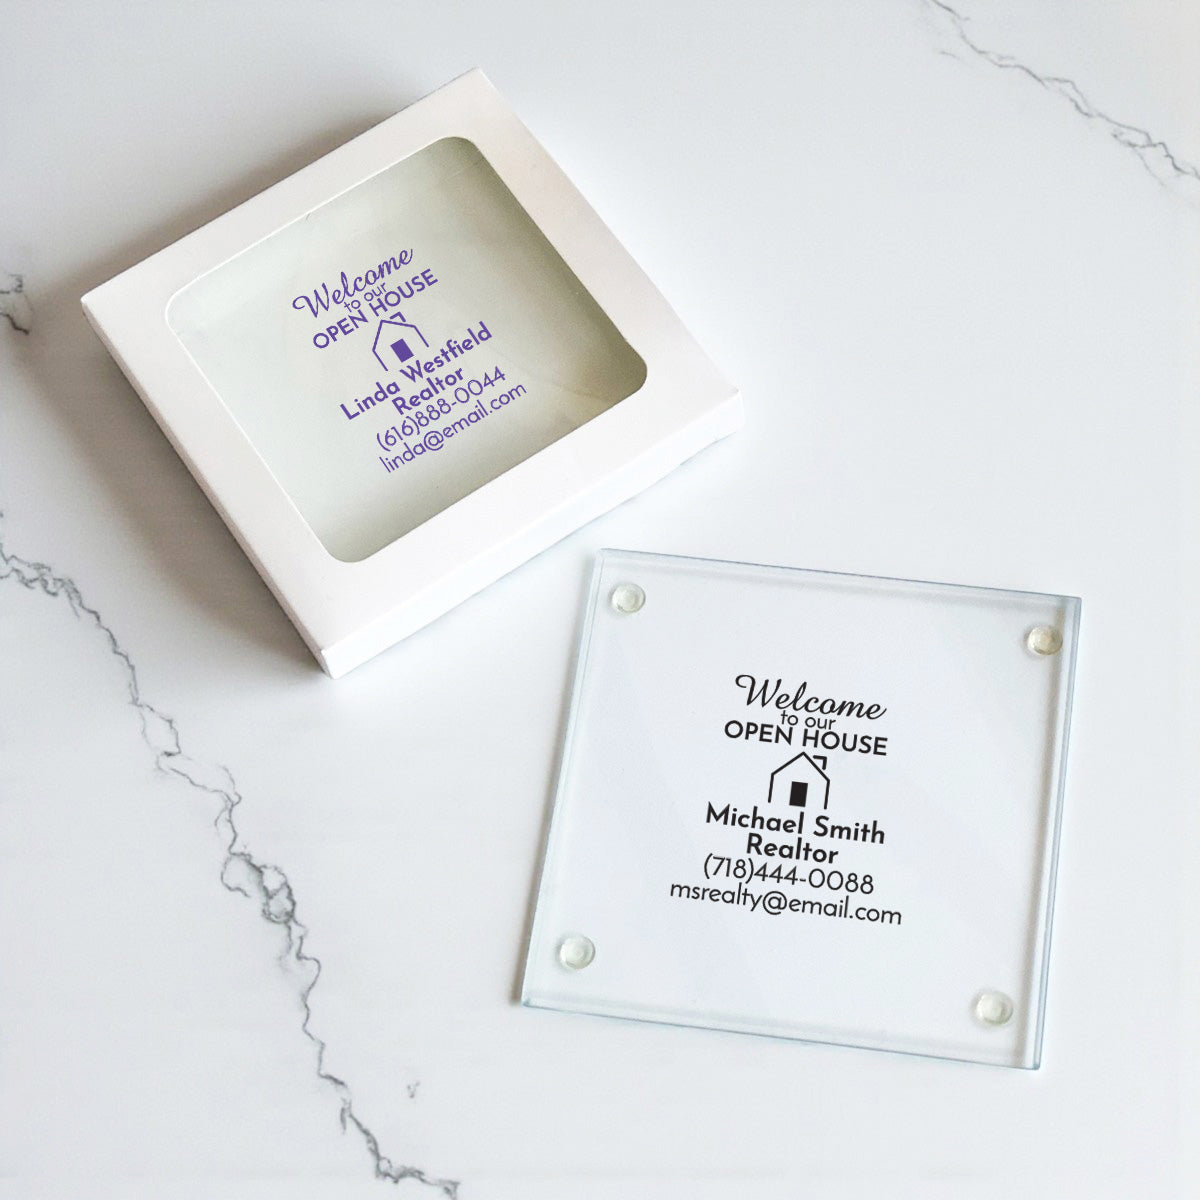 Welcome
to our
OPEN HOUSE
Linda Westfield
Realtor
(616)888-0044
linda@email.com
Welcome
to our
OPEN HOUSE
Michael Smith
Realtor
(718)444-0088
msrealty@email.com